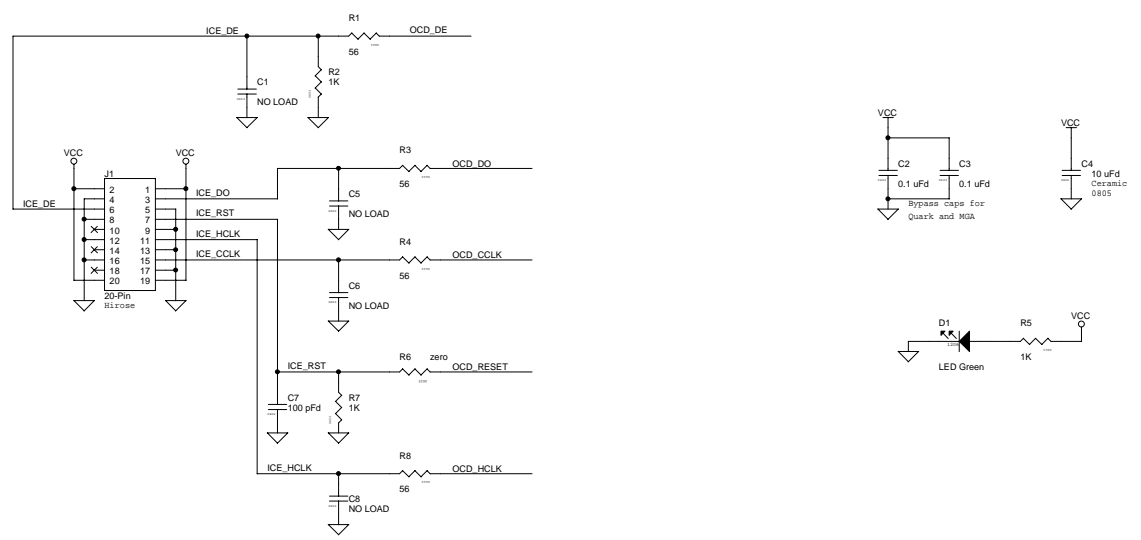 R1
ICE_DE
OCD_DE
56
R2
1K
C1
NO LOAD
VCC
VCC
J1
2 1
4 3
6 5
8 7
10 9
12 11
14 13
16 15
18 17
20 19
20-Pin
Hirose
ICE_DE
ICE_DO
ICE_RST
ICE_HCLK
ICE_CCLK
R3
OCD_DO
56
C5
NO LOAD
R4
OCD_CCLK
56
C6
NO LOAD
R6 zero
ICE_RST
OCD_RESET
C7
100 pFd
R7
1K
R8
ICE_HCLK
OCD_HCLK
56
C8
NO LOAD
VCC
C2
0.1 uFd
C3
0.1 uFd
Bypass caps for
Quark and MGA
VCC
C4
10 uFd
Ceramic
0805
VCC
D1
R5
1K
LED Green